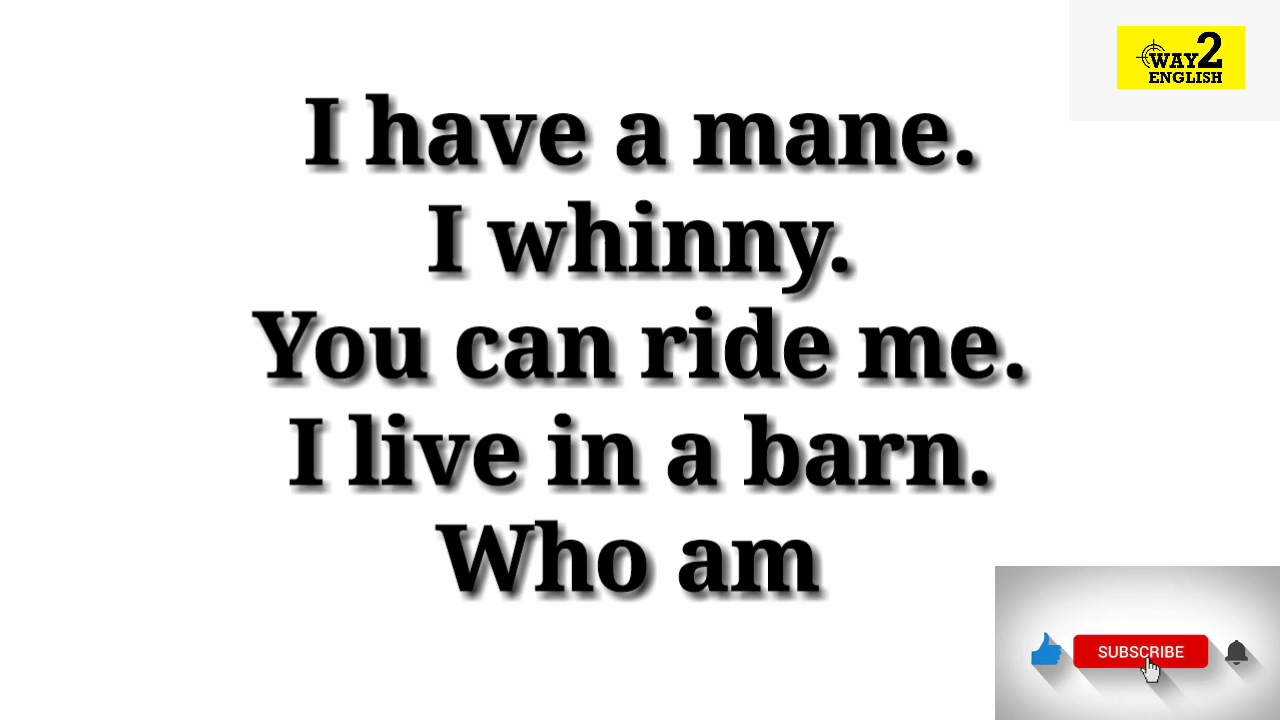 WAY2
ENGLISH
I have a mane.
I whinny.
You can ride me.
I live in a barn.
Who am
SUBSCRIBE